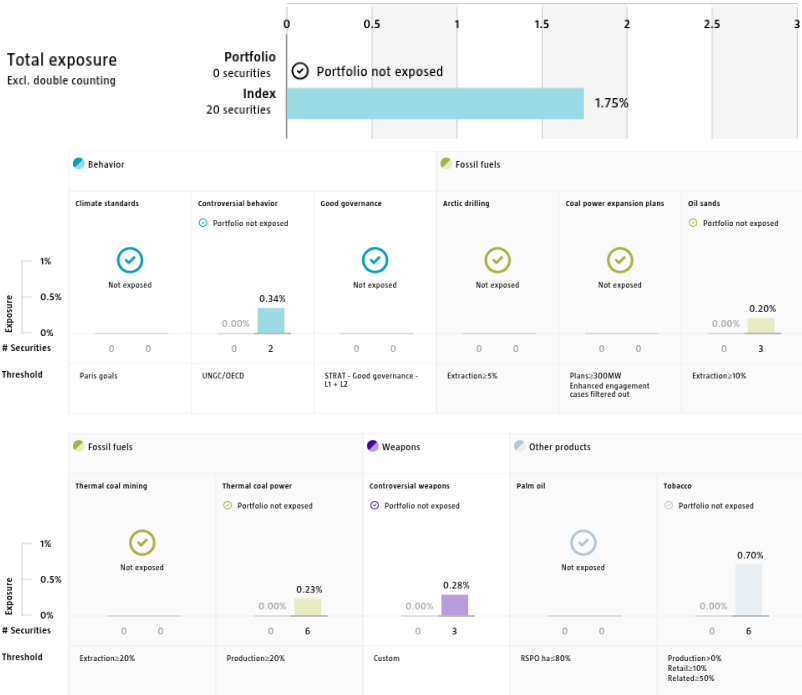 0 0.5 1 1.5 2 2.5 3
Total exposure
Excl. double counting
Portfolio
0 securities
Portfolio not exposed
Index
20 securities
1.75%
Behavior
Fossil fuels
Climate standards
Controversial behavior
Good governance
Arctic drilling
Coal power expansion plans
Oil sands
Portfolio not exposed
Portfolio not exposed
Not exposed
Not exposed
Not exposed
Not exposed
Exposure
1%
0.5%
0%
0.00%
0.34%
0.00%
0.20%
# Securities
0 0 0 2 0 0 0 0 0 0 0 3
Threshold
Paris goals
UNGC/OECD
STRAT - Good governance -
L1 + L2
Extraction≥5%
Plans≥300MW
Enhanced engagement
cases filtered out
Extraction≥10%
Fossil fuels
Weapons
Other products
Thermal coal mining
Thermal coal power
Controversial weapons
Palm oil
Tobacco
Portfolio not exposed
Portfolio not exposed
Portfolio not exposed
Not exposed
Not exposed
Exposure
1%
0.5%
0%
0.00%
0.23%
0.00%
0.28%
0.00%
0.70%
# Securities
0 0 0 6 0 3 0 0 0 6
Threshold
Extraction≥20%
Production≥20%
Custom
RSPO ha≤80%
Production>0%
Retail≥10%
Related≥50%